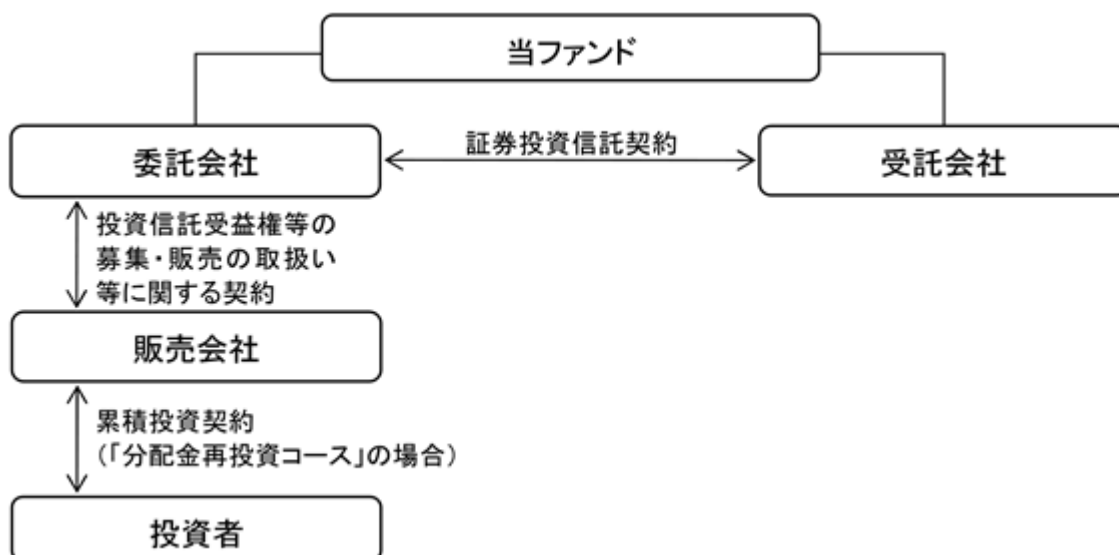 当ファンド
委託会社
証券投資信託契約
受託会社
投資信託受益権等の
募集・販売の取扱い
等に関する契約
販売会社
累積投資契約
(「分配金再投資コース」の場合)
投資者